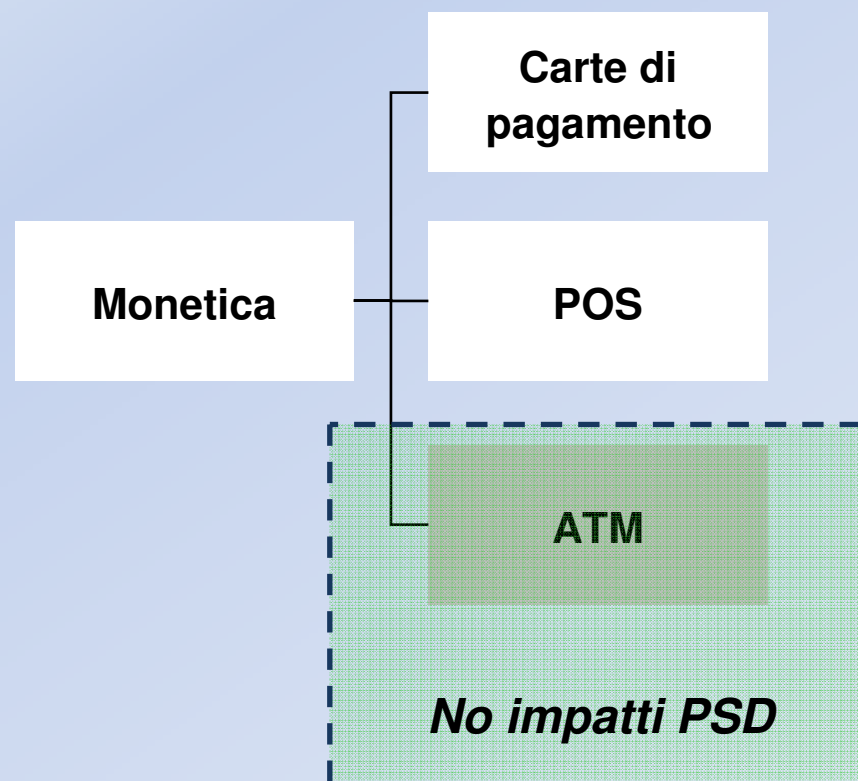 Carte di
pagamento
Monetica
POS
ATM
No impatti PSD